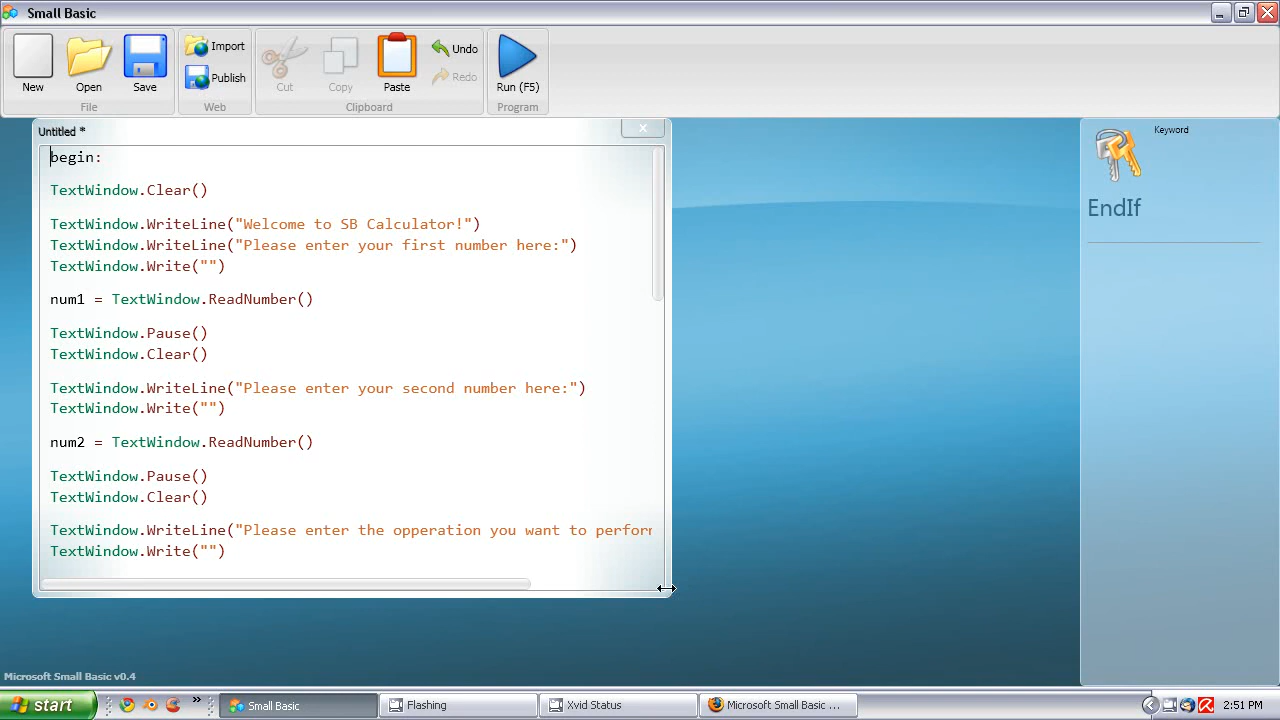 Small Basic
New
Open
Save
Import
Publish
Cut
Copy
Paste
Undo
Redo
Run (F5)
File
Web
Clipboard
Program
Untitled *
begin:
TextWindow.Clear()
TextWindow.WriteLine("Welcome to SB Calculator!")
TextWindow.WriteLine("Please enter your first number here:")
TextWindow.Write("")
num1 = TextWindow.ReadNumber()
TextWindow.Pause()
TextWindow.Clear()
TextWindow.WriteLine("Please enter your second number here:")
TextWindow.Write("")
num2 = TextWindow.ReadNumber()
TextWindow.Pause()
TextWindow.Clear()
TextWindow.WriteLine("Please enter the opperation you want to perform
TextWindow.Write("")
Keyword
EndIf
Microsoft Small Basic v0.4
start
Small Basic
Flashing
Xvid Status
Microsoft Small Basic ...
2:51 PM